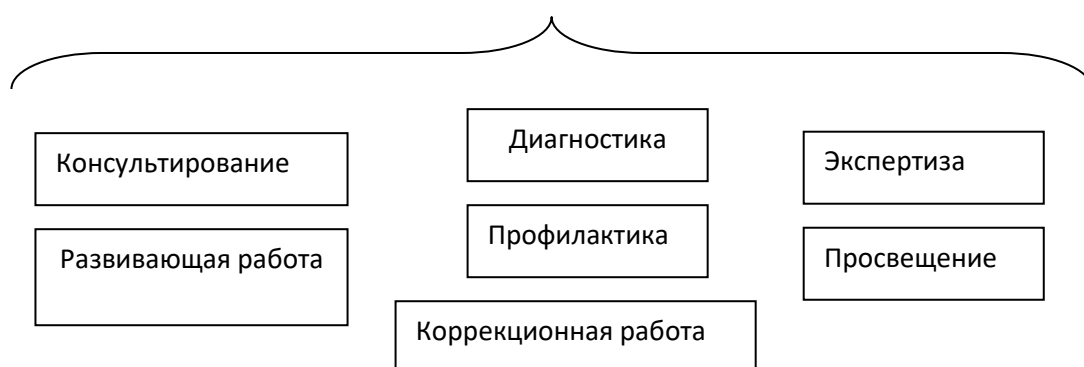 Диагностика
Консультирование
Экспертиза
Профилактика
Развивающая работа
Просвещение
Коррекционная работа